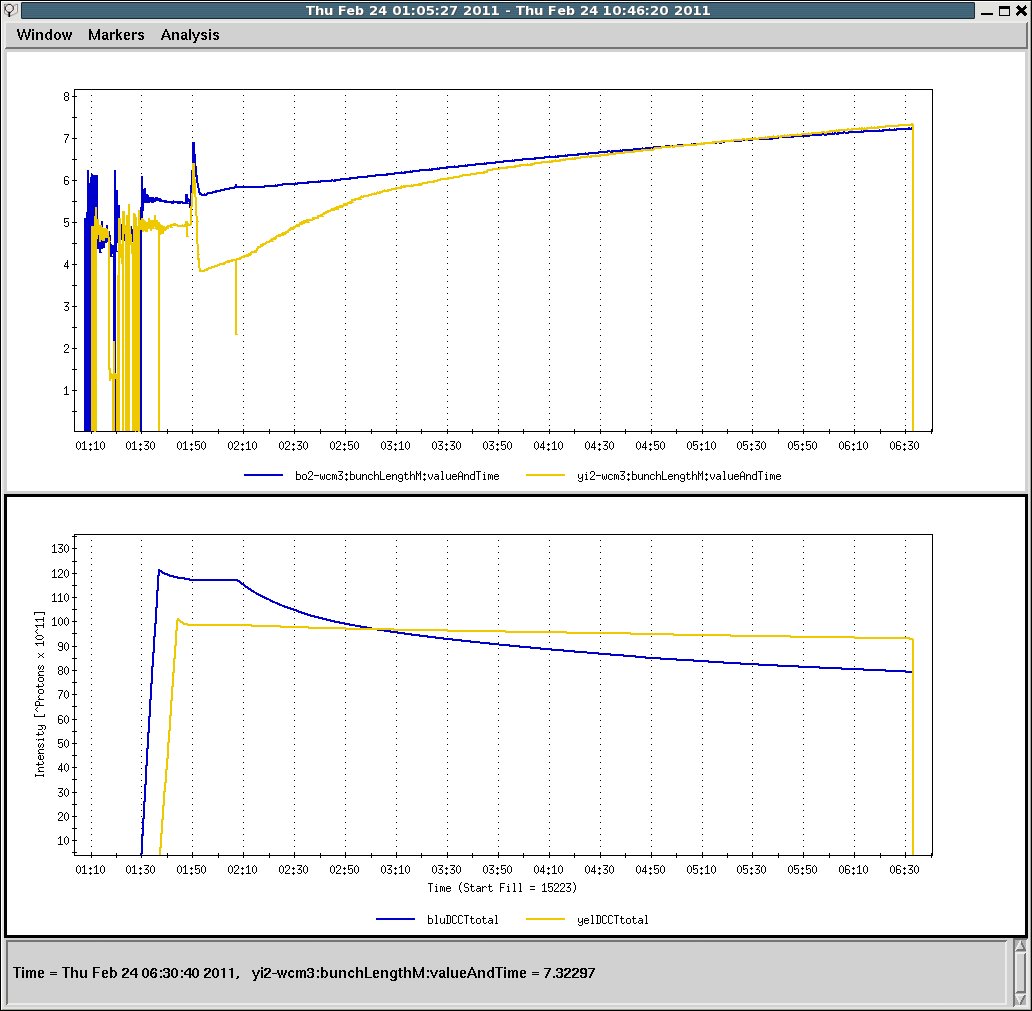 Thu Feb 24 01:05:27 2011 - Thu Feb 24 10:46:20 2011
Window Markers Analysis
8
7
6
5
4
3
2
1
01:10 01:30 01:50 02:10 02:30 02:50 03:10 03:30 03:50 04:10 04:30 04:50 05:10 05:30 05:50 06:10 06:30
bo2-wcm3:bunchLengthM:valueAndTime yi2-wcm3:bunchLengthM:valueAndTime
Intensity [^Protons x 10^11]
130
120
110
100
90
80
70
60
50
40
30
20
10
01:10 01:30 01:50 02:10 02:30 02:50 03:10 03:30 03:50 04:10 04:30 04:50 05:10 05:30 05:50 06:10 06:30
Time (Start Fill = 15223)
bluDCCTtotal yelDCCTtotal
Time = Thu Feb 24 06:30:40 2011, yi2-wcm3:bunchLengthM:valueAndTime = 7.32297